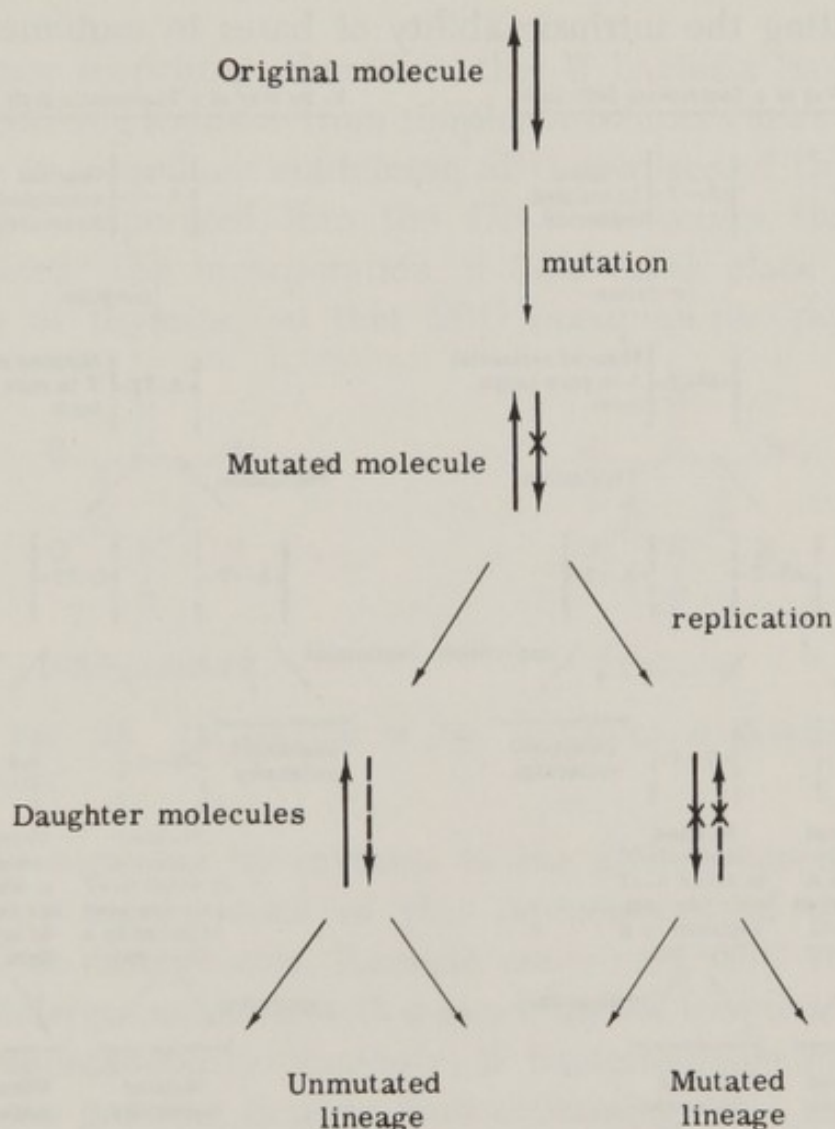 Original molecule
mutation
Mutated molecule
replication
Daughter molecules
Unmutated
lineage
Mutated
lineage